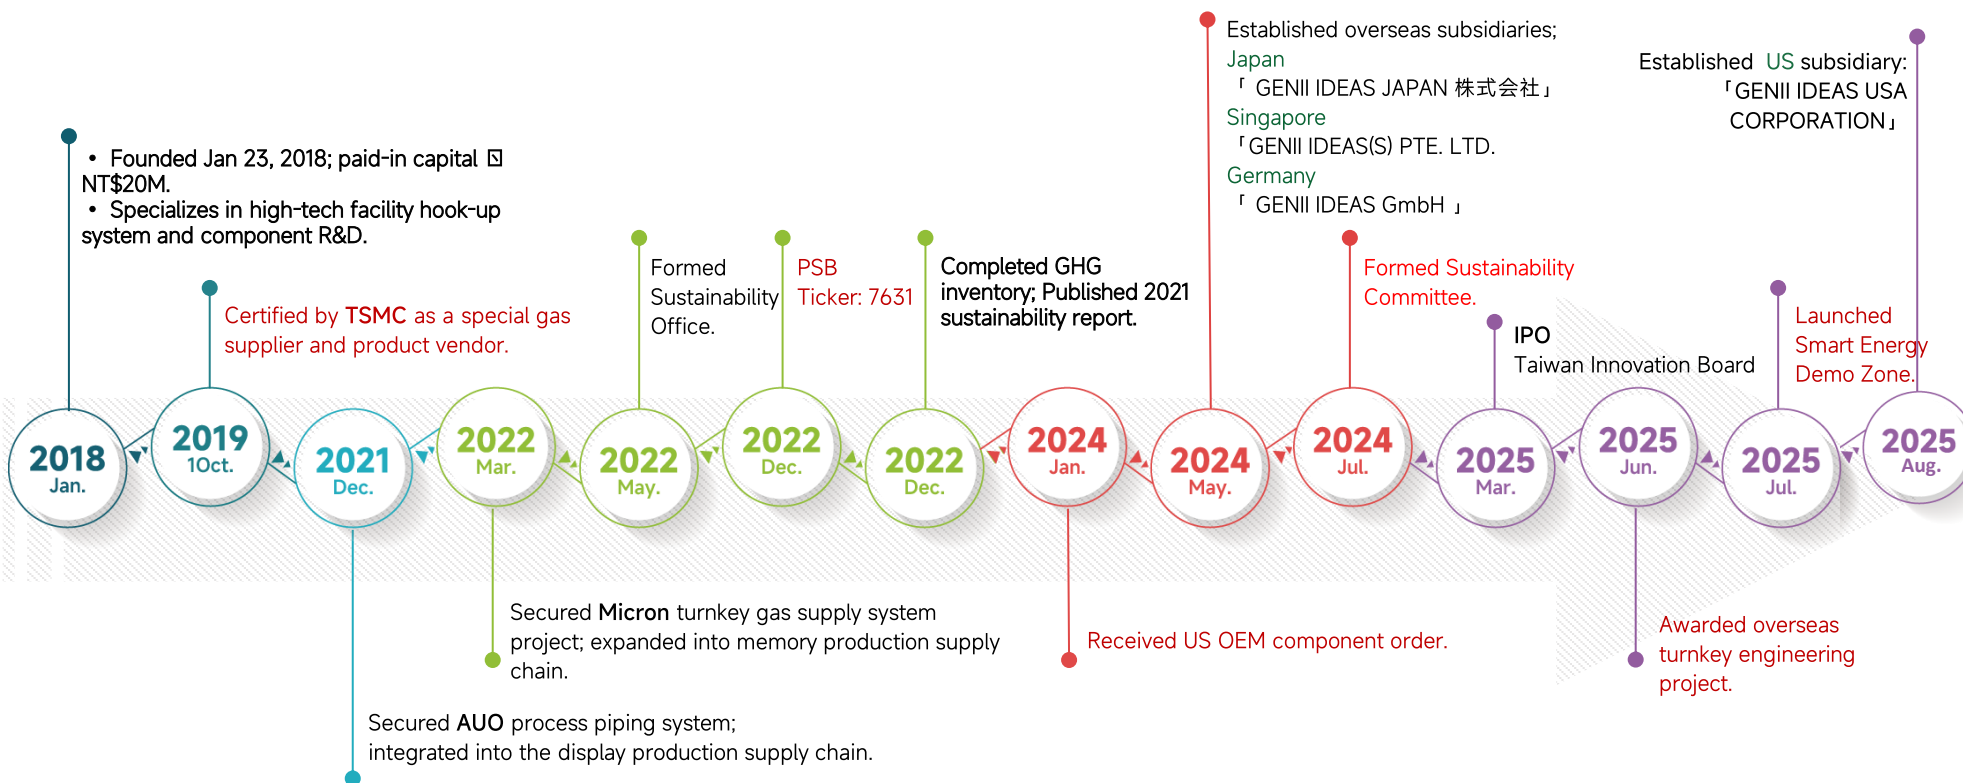 • Founded Jan 23, 2018; paid-in capital
NT$20M.
• Specializes in high-tech facility hook-up
system and component R&D.
2018
Jan.
Certified by TSMC as a special gas
supplier and product vendor.
2019
1Oct.
2021
Dec.
Secured AUO process piping system;
integrated into the display production supply chain.
2022
Mar.
Secured Micron turnkey gas supply system
project; expanded into memory production supply
chain.
Formed
Sustainability
Office.
2022
May.
PSB
Ticker: 7631
2022
Dec.
Completed GHG
inventory; Published 2021
sustainability report.
2022
Dec.
2024
Jan.
Received US OEM component order.
Established overseas subsidiaries;
Japan
「 GENII IDEAS JAPAN 株式会社」
Singapore
「GENII IDEAS(S) PTE. LTD.
Germany
「 GENII IDEAS GmbH 」
2024
May.
Formed Sustainability
Committee.
2024
Jul.
IPO
Taiwan Innovation Board
2025
Mar.
2025
Jun.
Awarded overseas
turnkey engineering
project.
Launched
Smart Energy
Demo Zone.
2025
Jul.
Established US subsidiary:
「GENII IDEAS USA
CORPORATION」
2025
Aug.